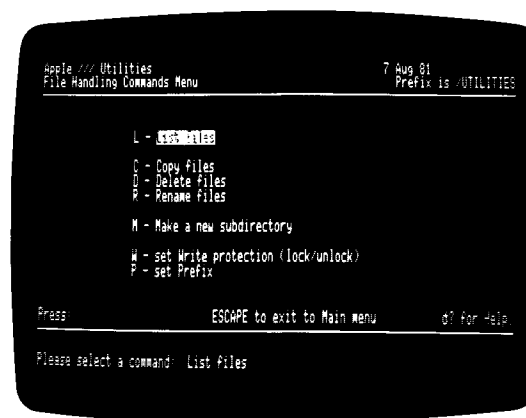 Apple /// Utilities 7 Aug 81
File Handling Commands Menu Prefix is /UTILITIES
L - List files
C - Copy files
D - Delete files
R - Rename files
M - Make a new subdirectory
W - set Write protection (lock/unlock)
P - set Prefix
Press ESCAPE to exit to Main menu ? for Help.
Please select a command: List files